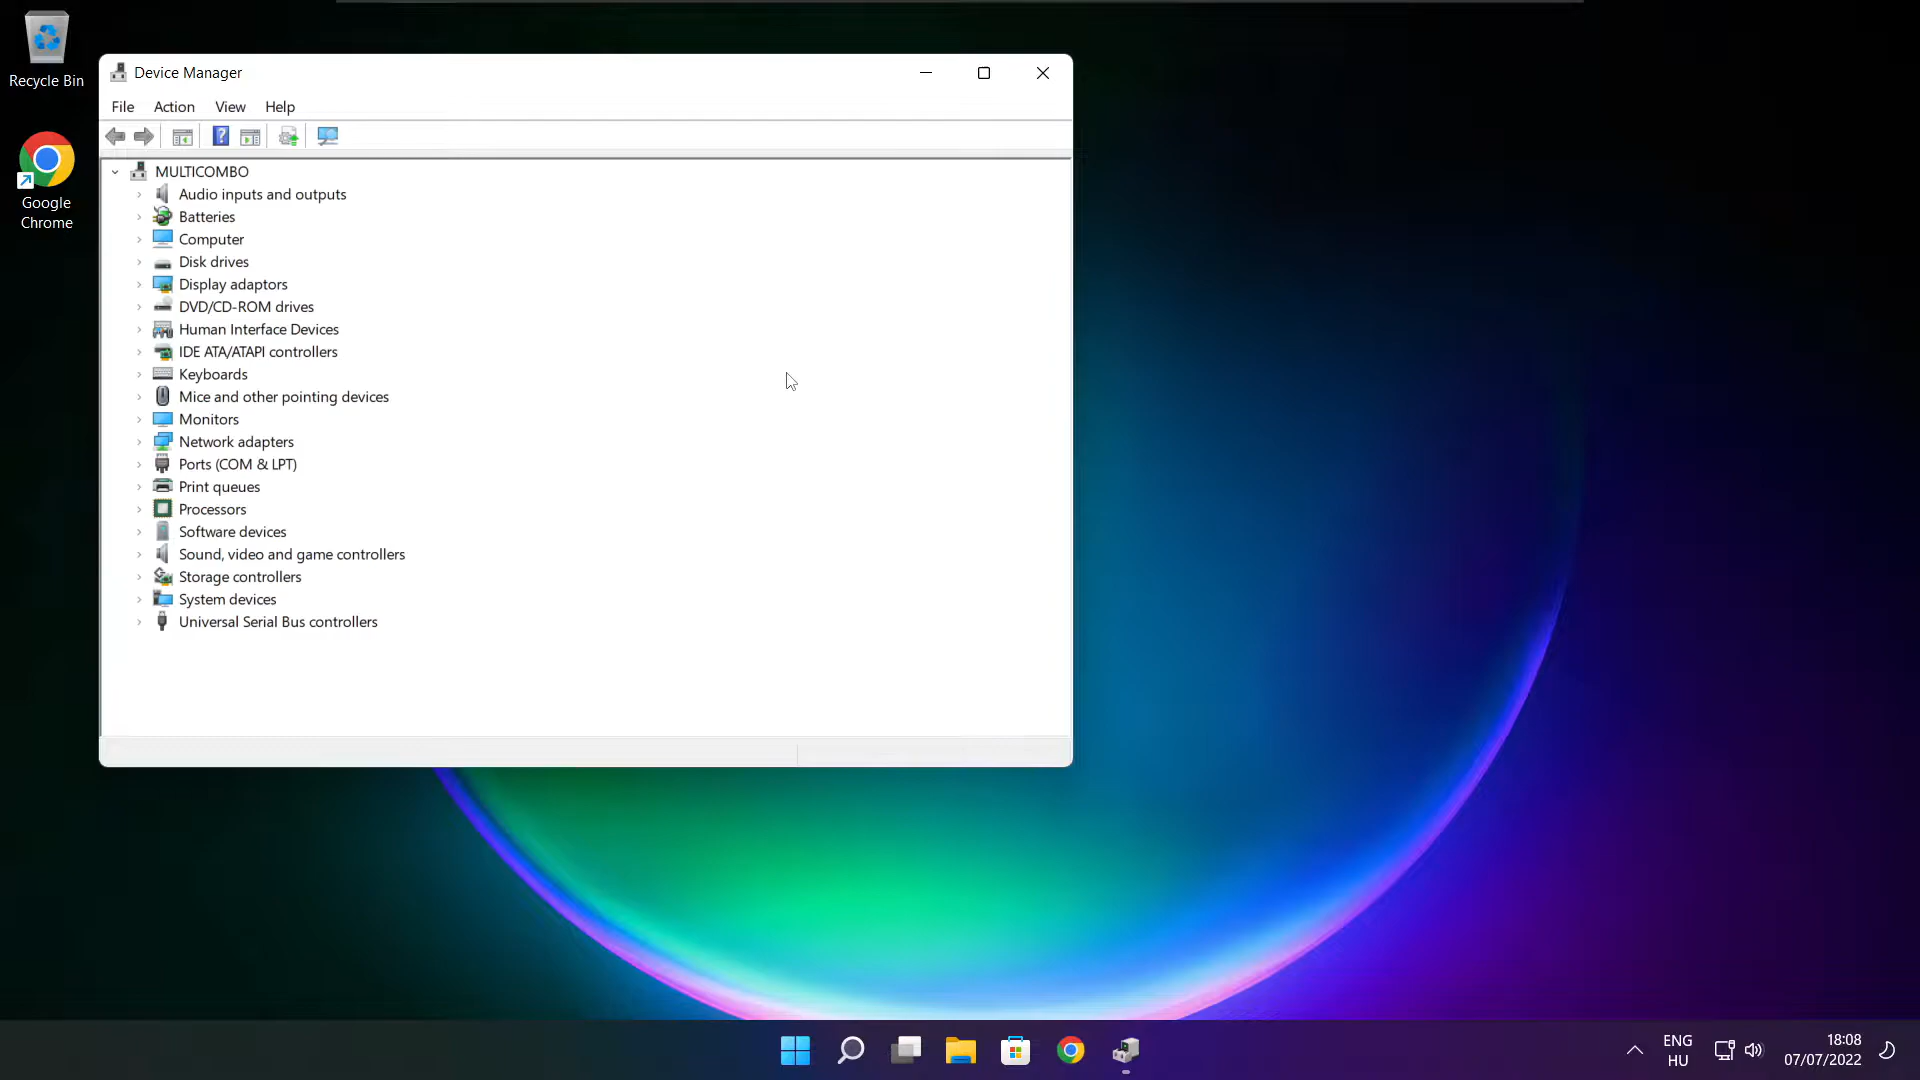 Recycle Bin
Google
Chrome
Device Manager
File Action View Help
MULTICOMBO
Audio inputs and outputs
Batteries
Computer
Disk drives
Display adaptors
DVD/CD-ROM drives
Human Interface Devices
IDE ATA/ATAPI controllers
Keyboards
Mice and other pointing devices
Monitors
Network adapters
Ports (COM & LPT)
Print queues
Processors
Software devices
Sound, video and game controllers
Storage controllers
System devices
Universal Serial Bus controllers
ENG
HU
18:08
07/07/2022